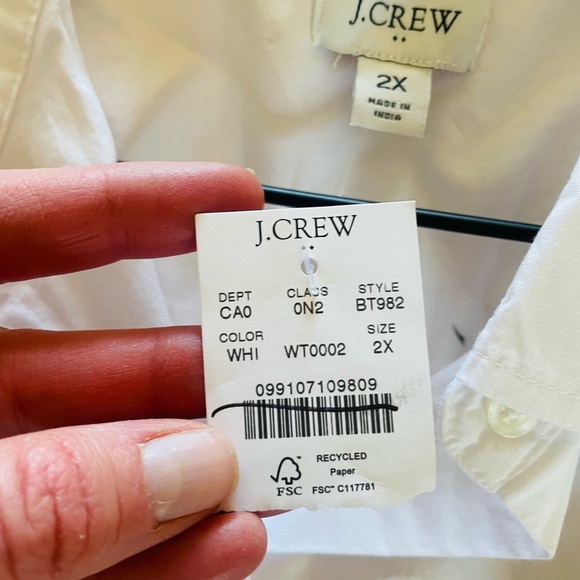 J.CREW
2X
MADE IN
INDIA
J.CREW
DEPT CLASS STYLE
CA0 0N2 BT982
COLOR SIZE
WHI WT0002 2X
099107109809
RECYCLED
Paper
FSC
FSC® C117781